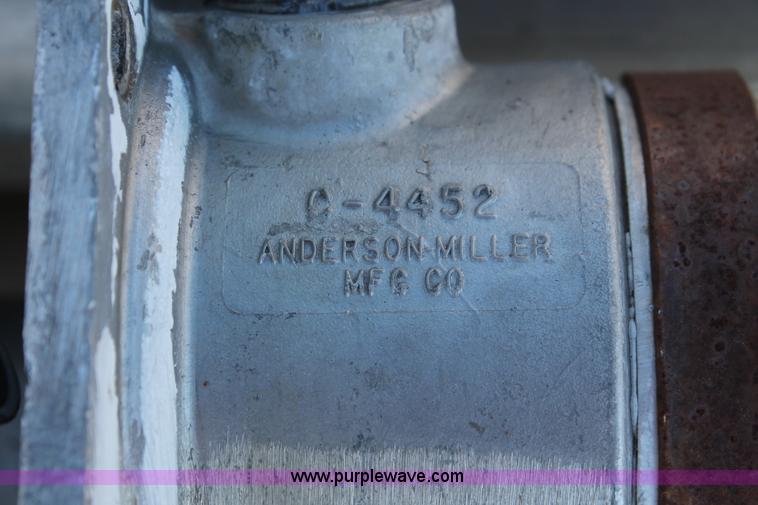 C-4452
ANDERSON-MILLER
MFG CO
www.purplewave.com